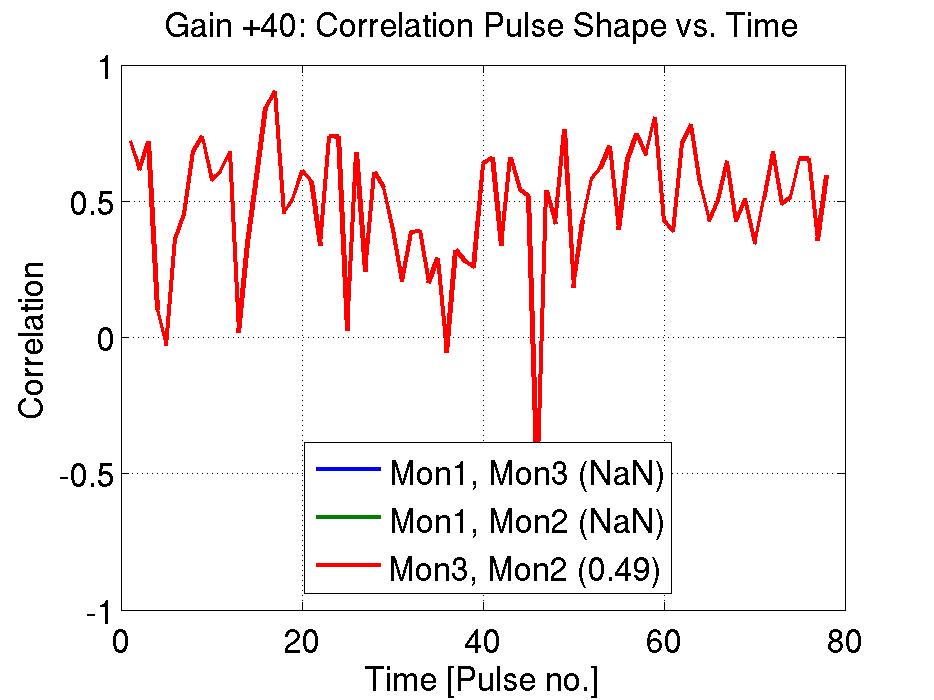 Gain +40: Correlation Pulse Shape vs. Time
1
0.5
0
-0.5
-1
Correlation
Mon1, Mon3 (NaN)
Mon1, Mon2 (NaN)
Mon3, Mon2 (0.49)
0 20 40 60 80
Time [Pulse no.]